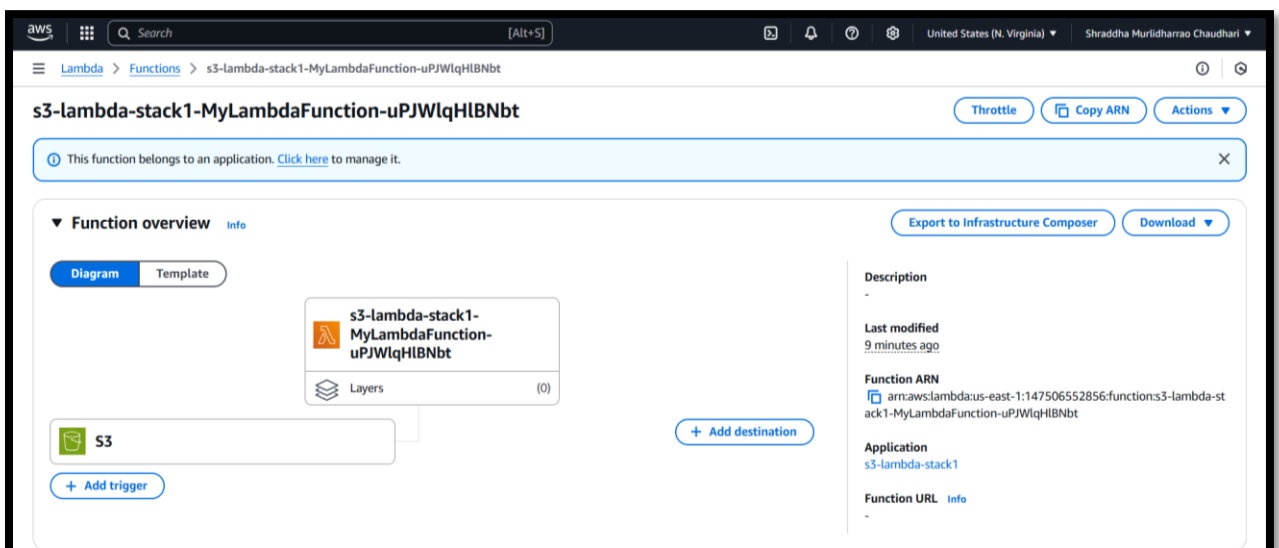 aws
Search [Alt+S]
United States (N. Virginia) ▼
Shraddha Murlidharrao Chaudhari ▼
Lambda > Functions > s3-lambda-stack1-MyLambdaFunction-uPJWlqHlBNbt
s3-lambda-stack1-MyLambdaFunction-uPJWlqHlBNbt
Throttle
Copy ARN
Actions ▼
This function belongs to an application. Click here to manage it.
▼ Function overview Info
Export to Infrastructure Composer
Download ▼
Diagram
Template
s3-lambda-stack1-
MyLambdaFunction-
uPJWlqHlBNbt
Layers (0)
S3
+ Add trigger
+ Add destination
Description
-
Last modified
9 minutes ago
Function ARN
arn:aws:lambda:us-east-1:147506552856:function:s3-lambda-st
ack1-MyLambdaFunction-uPJWlqHlBNbt
Application
s3-lambda-stack1
Function URL Info
-